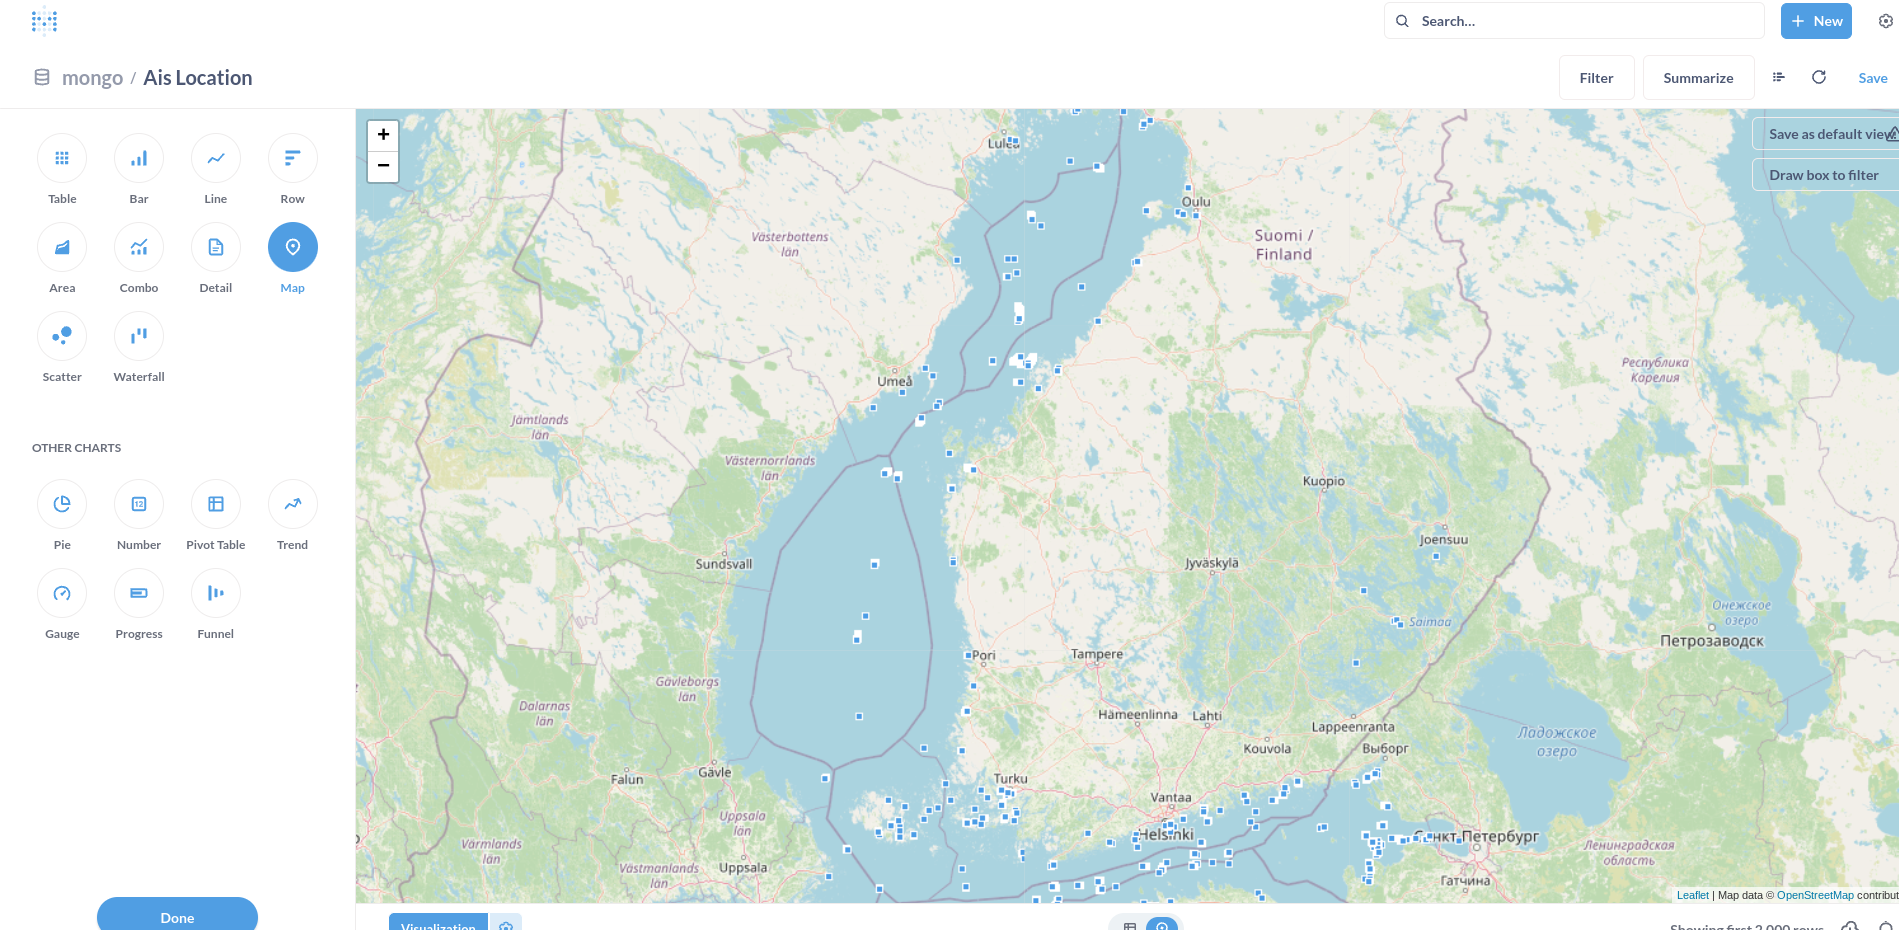 Search...
+ New
mongo / Ais Location
Filter
Summarize
Save
Table
Bar
Line
Row
Area
Combo
Detail
Map
Scatter
Waterfall
OTHER CHARTS
Pie
Number
Pivot Table
Trend
Gauge
Progress
Funnel
Done
+
−
Save as default view
Draw box to filter
Luleå
Oulu
Suomi /
Finland
Västerbottens
län
Umeå
Республика
Карелия
Jämtlands
län
Västernorrlands
län
Kuopio
Joensuu
Sundsvall
Jyväskylä
Онежское
озеро
Saimaa
Петрозаводск
Pori
Tampere
Gävleborgs
län
Dalarnas
län
Hämeenlinna
Lahti
Lappeenranta
Ладожское
озеро
Kouvola
Выборг
Falun
Gävle
Turku
Vantaa
Uppsala
län
Helsinki
Санкт-Петербург
Värmlands
län
Västmanlands
län
Uppsala
Ленинградская
область
Гатчина
Leaflet | Map data © OpenStreetMap contribut
Visualization
Showing first 2,000 rows